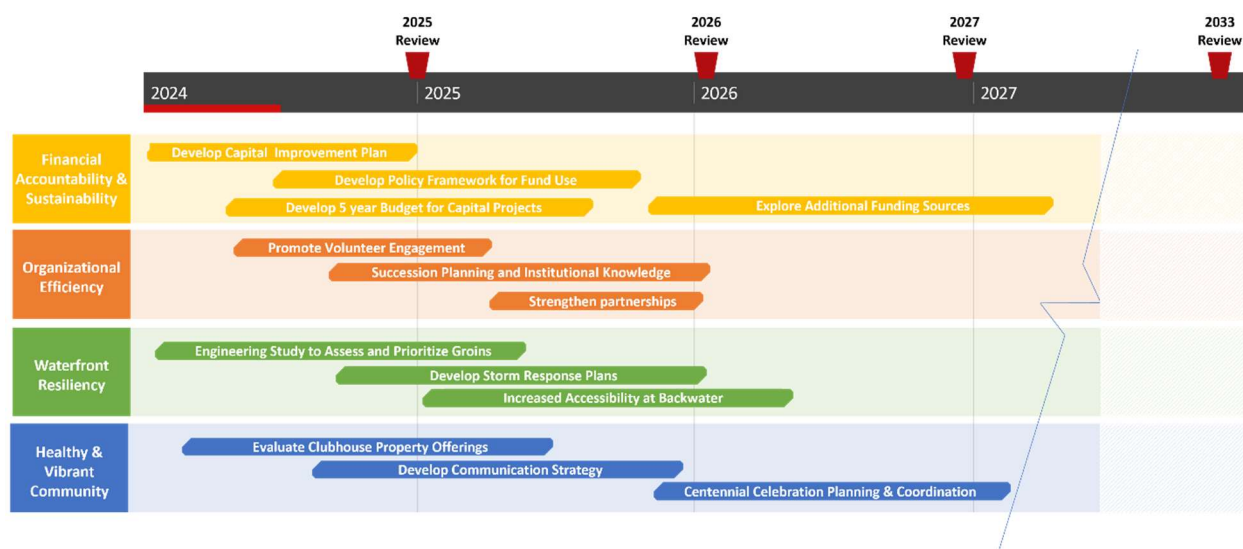 2025
Review
2026
Review
2027
Review
2033
Review
2024
2025
2026
2027
Financial
Accountability &
Sustainability
Develop Capital Improvement Plan
Develop Policy Framework for Fund Use
Develop 5 year Budget for Capital Projects
Explore Additional Funding Sources
Organizational
Efficiency
Promote Volunteer Engagement
Succession Planning and Institutional Knowledge
Strengthen partnerships
Waterfront
Resiliency
Engineering Study to Assess and Prioritize Groins
Develop Storm Response Plans
Increased Accessibility at Backwater
Healthy &
Vibrant
Community
Evaluate Clubhouse Property Offerings
Develop Communication Strategy
Centennial Celebration Planning & Coordination